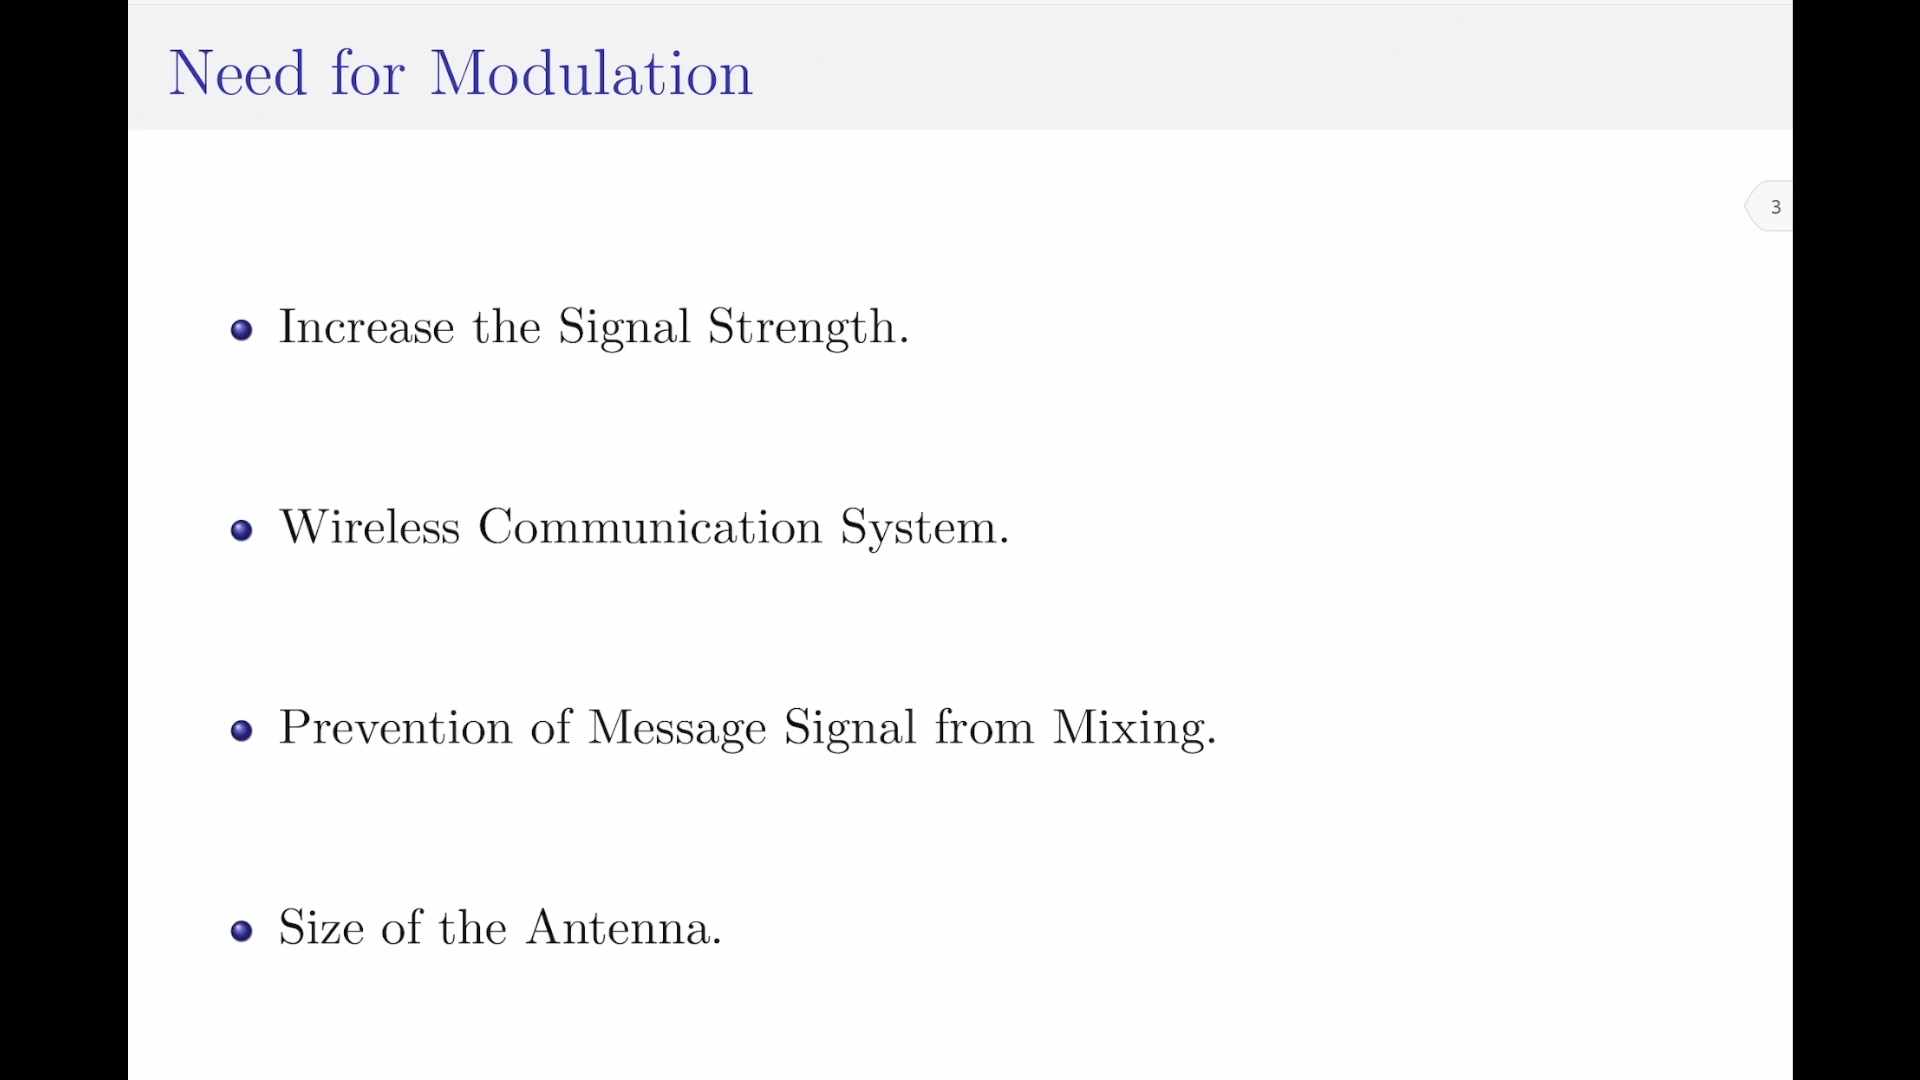 Need for Modulation
3
Increase the Signal Strength.
Wireless Communication System.
Prevention of Message Signal from Mixing.
Size of the Antenna.